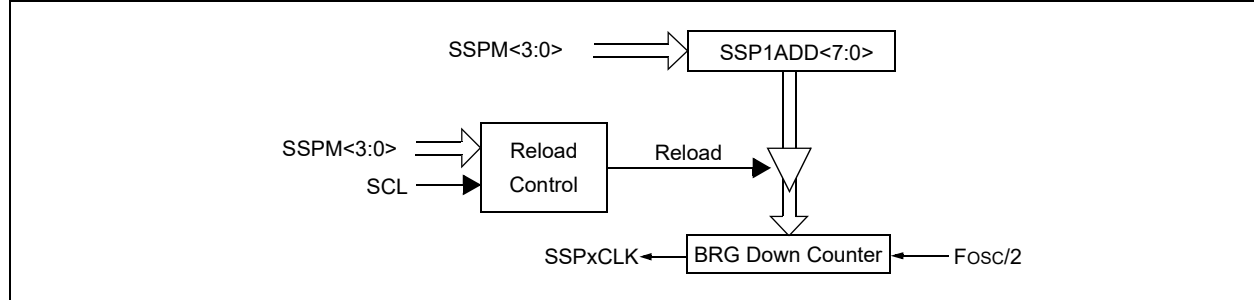 SSPM<3:0>
SSP1ADD<7:0>
SSPM<3:0>
Reload
Control
Reload
SCL
SSPxCLK
BRG Down Counter
FOSC/2